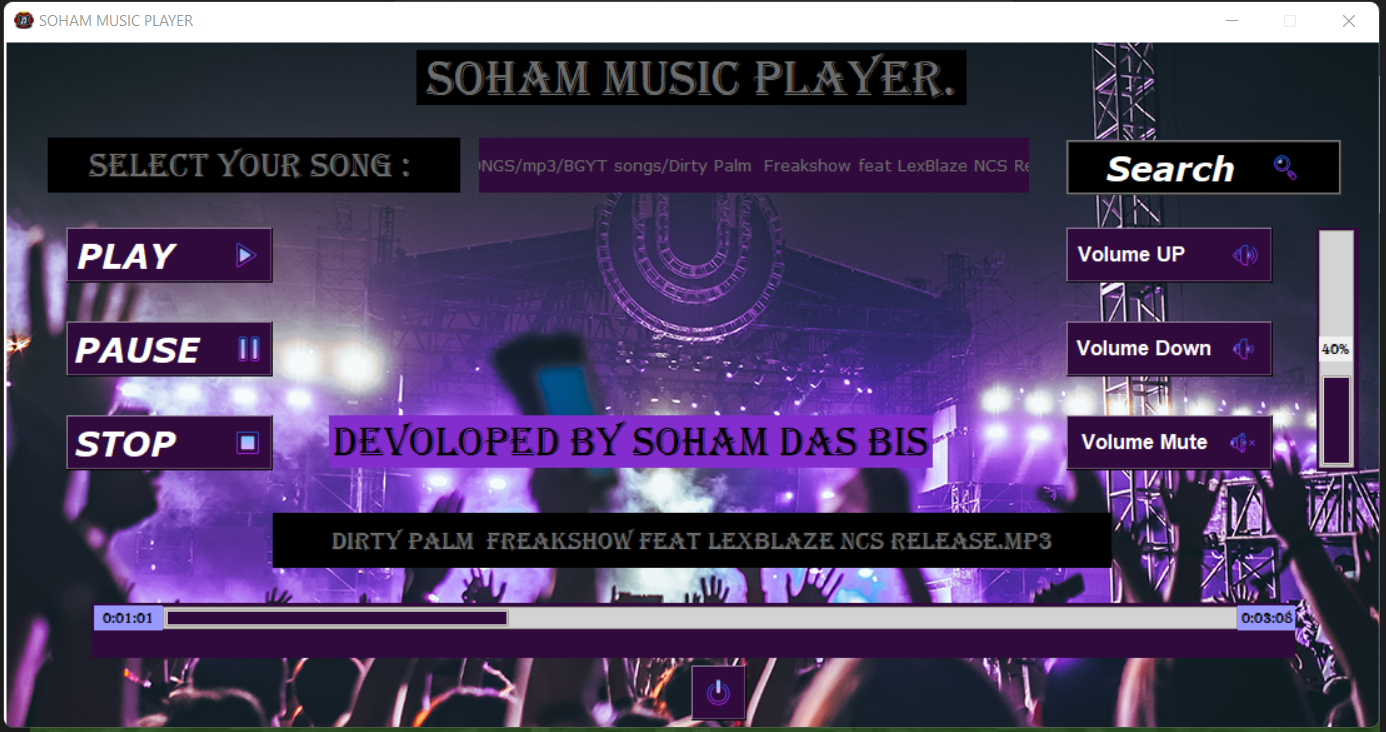 SOHAM MUSIC PLAYER
SOHAM MUSIC PLAYER.
SELECT YOUR SONG :
ONGS/mp3/BGYT songs/Dirty Palm  Freakshow feat LexBlaze NCS Re
Search
PLAY
Volume UP
PAUSE
Volume Down
40%
STOP
DEVOLOPED BY SOHAM DAS BIS
Volume Mute
DIRTY PALM  FREAKSHOW FEAT LEXBLAZE NCS RELEASE.MP3
0:01:01
0:03:08